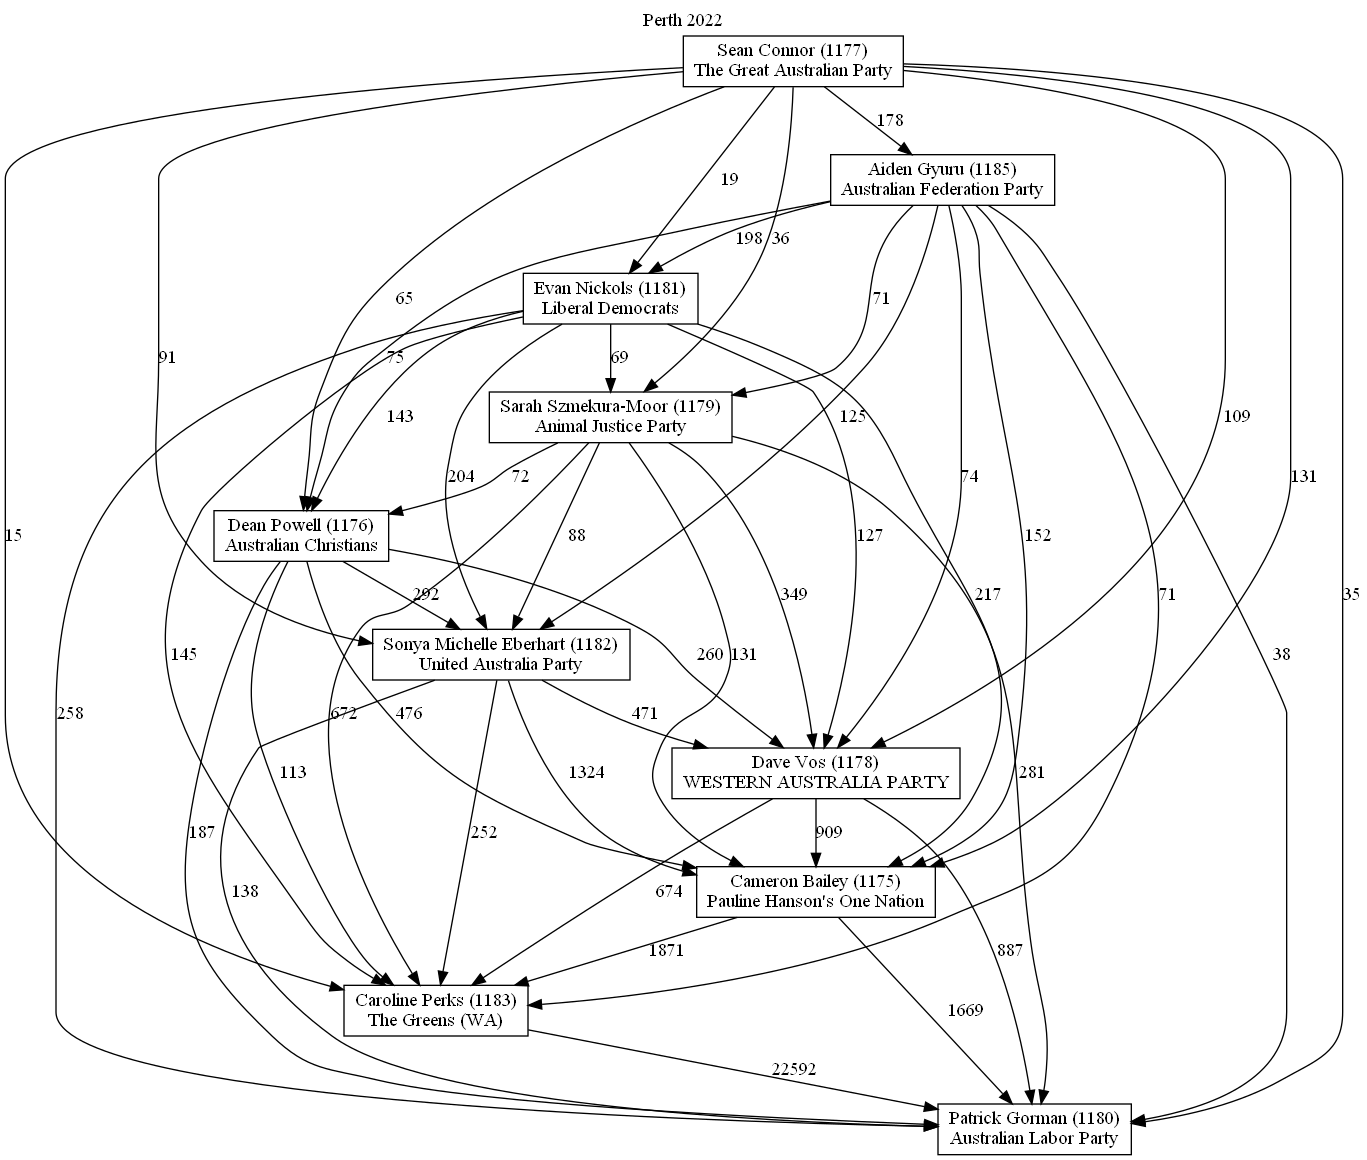 Perth 2022
Sean Connor (1177)
The Great Australian Party
178
Aiden Gyuru (1185)
Australian Federation Party
19
198
36
Evan Nickols (1181)
Liberal Democrats
65
71
91
75
69
Sarah Szmekura-Moor (1179)
Animal Justice Party
143
125
109
204
72
74
131
Dean Powell (1176)
Australian Christians
15
88
127
152
292
349
217
71
35
Sonya Michelle Eberhart (1182)
United Australia Party
145
260
131
38
258
672
476
471
Dave Vos (1178)
WESTERN AUSTRALIA PARTY
113
1324
281
187
252
909
Cameron Bailey (1175)
Pauline Hanson's One Nation
138
674
1871
887
Caroline Perks (1183)
The Greens (WA)
1669
22592
Patrick Gorman (1180)
Australian Labor Party